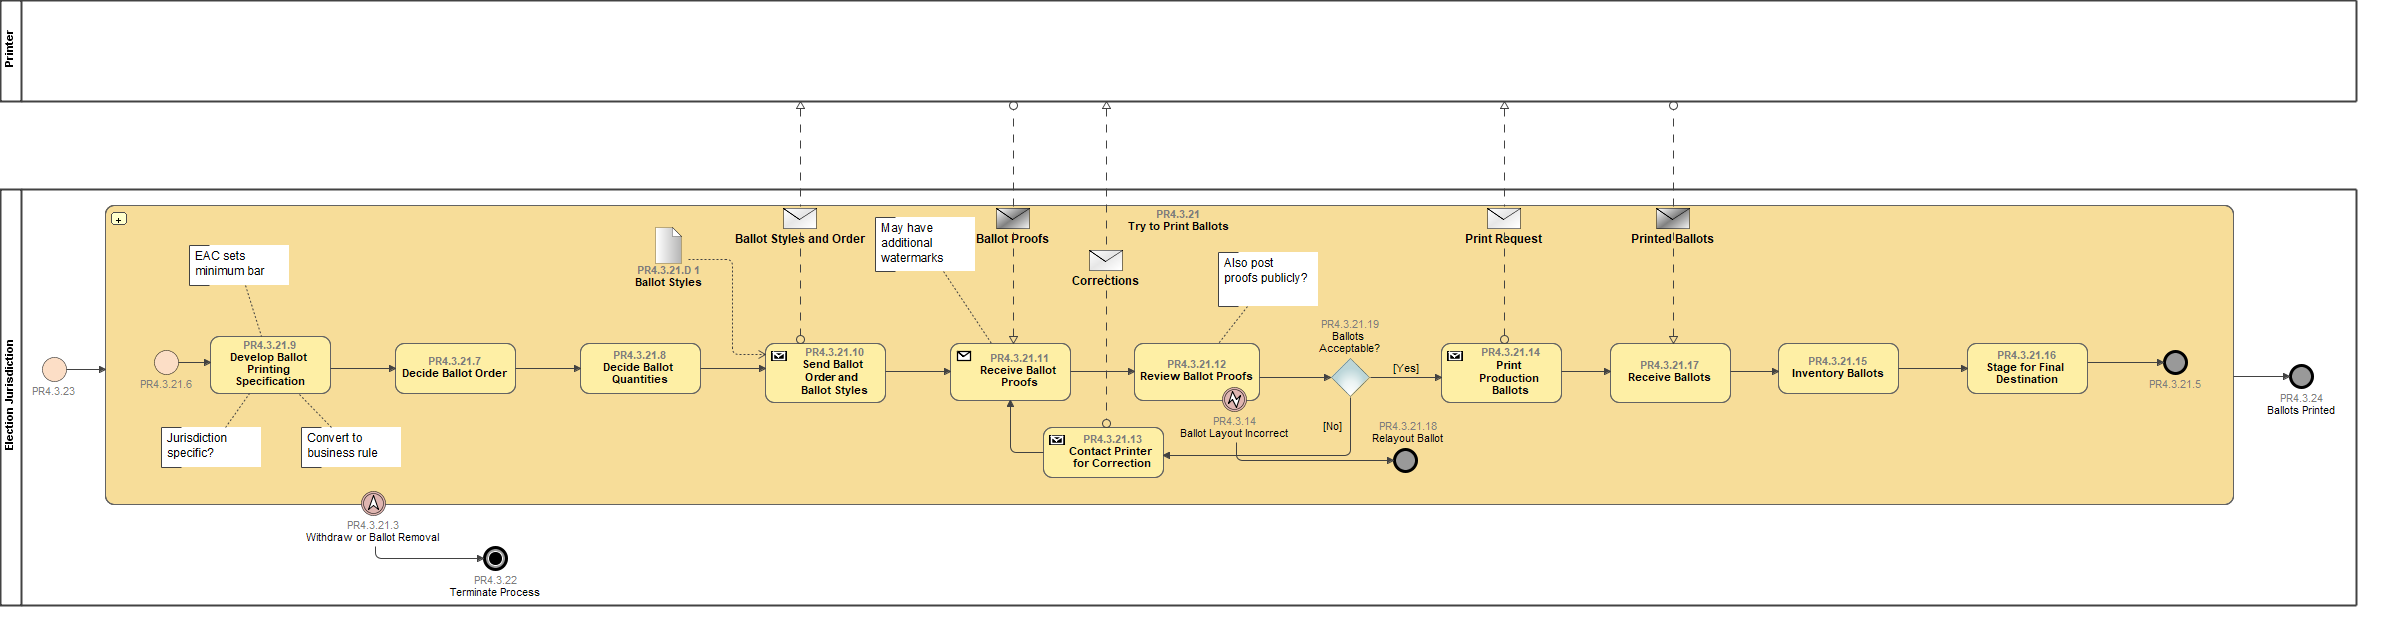 Printer
Election Jurisdiction
PR4.3.23
PR4.3.21
Try to Print Ballots
EAC sets
minimum bar
PR4.3.21.6
PR4.3.21.9
Develop Ballot
Printing
Specification
Jurisdiction
specific?
Convert to
business rule
PR4.3.21.7
Decide Ballot Order
PR4.3.21.8
Decide Ballot
Quantities
PR4.3.21.D 1
Ballot Styles
Ballot Styles and Order
PR4.3.21.10
Send Ballot
Order and
Ballot Styles
May have
additional
watermarks
Ballot Proofs
PR4.3.21.11
Receive Ballot
Proofs
Corrections
PR4.3.21.13
Contact Printer
for Correction
Also post
proofs publicly?
PR4.3.21.12
Review Ballot Proofs
PR4.3.14
Ballot Layout Incorrect
PR4.3.21.19
Ballots
Acceptable?
[Yes]
[No]
PR4.3.21.18
Relayout Ballot
Print Request
PR4.3.21.14
Print
Production
Ballots
Printed Ballots
PR4.3.21.17
Receive Ballots
PR4.3.21.15
Inventory Ballots
PR4.3.21.16
Stage for Final
Destination
PR4.3.21.5
PR4.3.24
Ballots Printed
PR4.3.21.3
Withdraw or Ballot Removal
PR4.3.22
Terminate Process